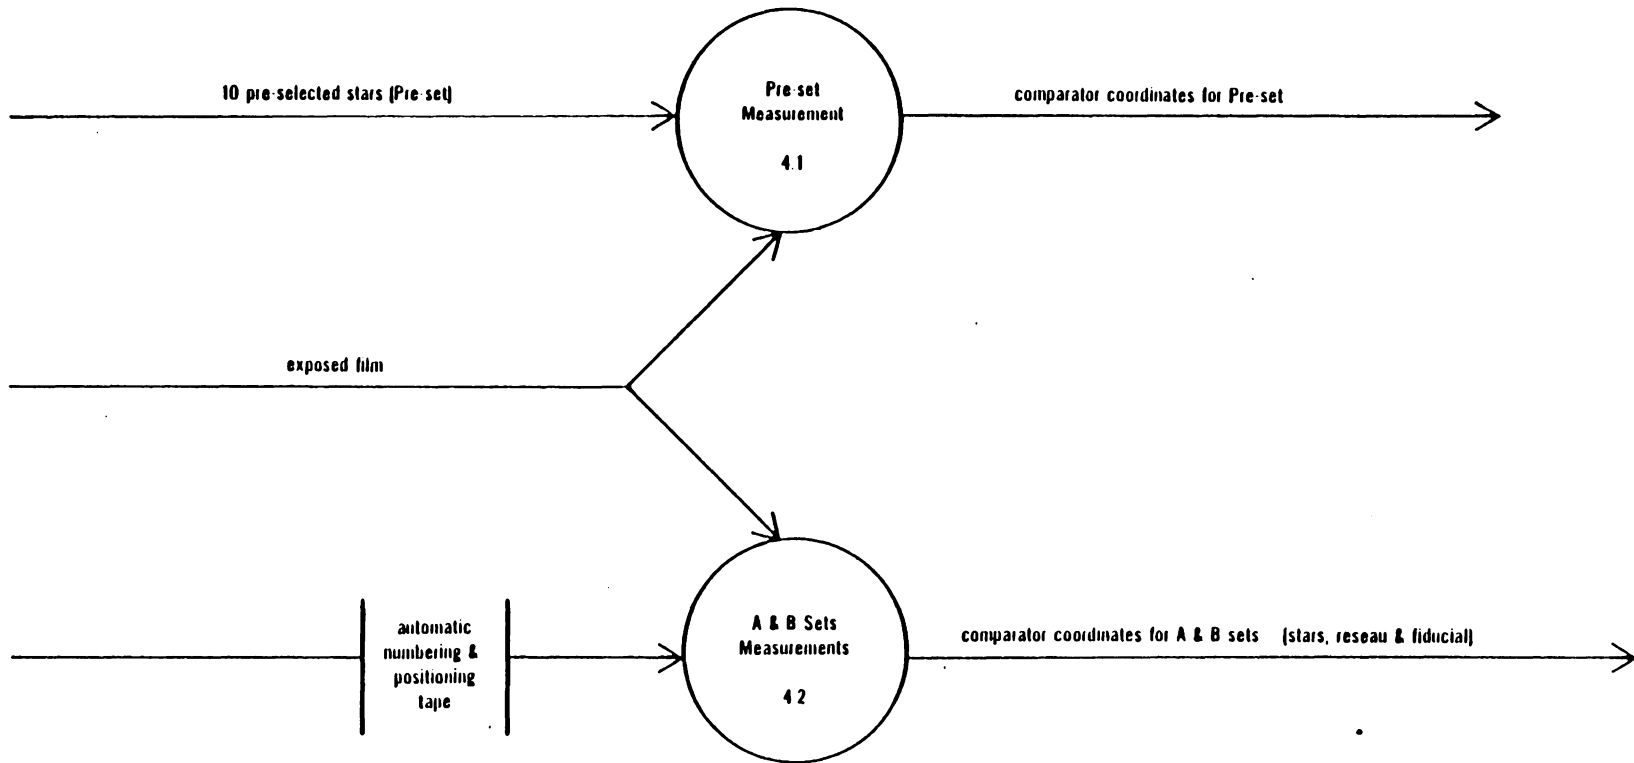 10 pre-selected stars (Pre-set)
Pre-set
Measurement
4.1
comparator coordinates for Pre-set
exposed film
automatic
numbering &
positioning
tape
A & B Sets
Measurements
4.2
comparator coordinates for A & B sets (stars, reseau & fiducial)